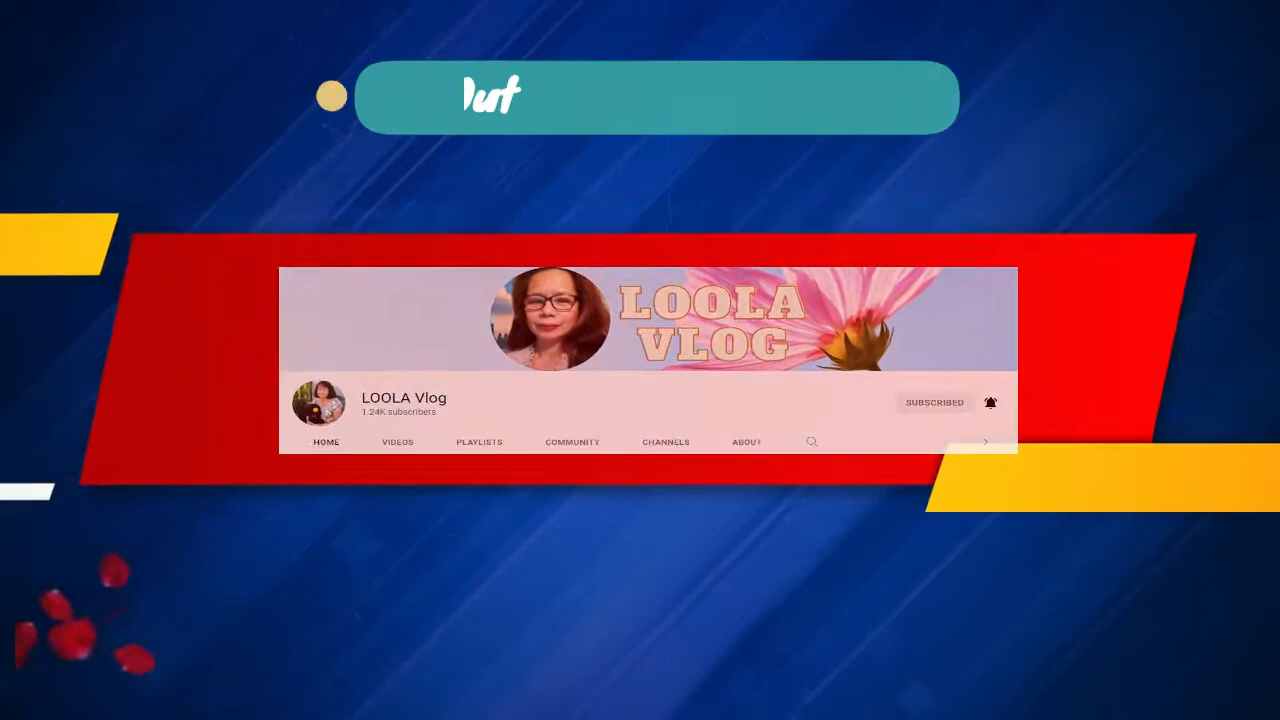 LOOLA
VLOG
LOOLA Vlog
1.24K subscribers
SUBSCRIBED
HOME VIDEOS PLAYLISTS COMMUNITY CHANNELS ABOUT